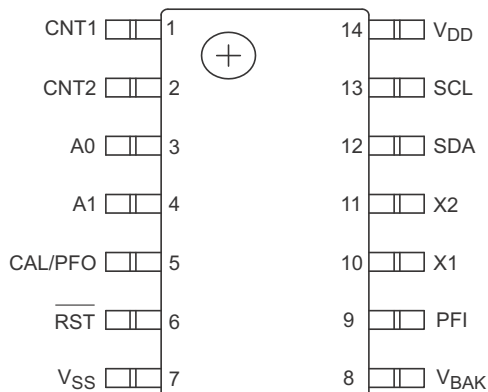 CNT1 1 14 VDD
CNT2 2 13 SCL
A0 3 12 SDA
A1 4 11 X2
CAL/PFO 5 10 X1
RST 6 9 PFI
VSS 7 8 VBAK